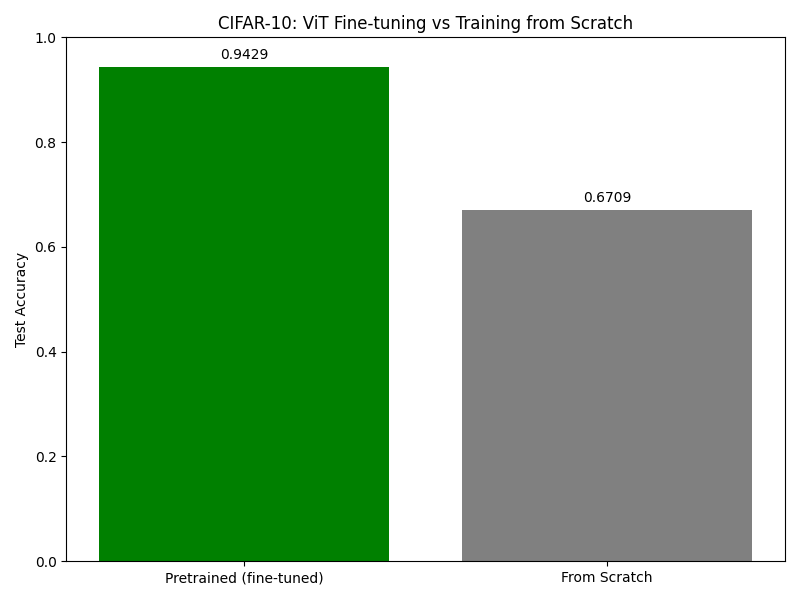 CIFAR-10: ViT Fine-tuning vs Training from Scratch
1.0
0.8
0.6
0.4
0.2
0.0
Test Accuracy
0.9429
0.6709
Pretrained (fine-tuned)
From Scratch